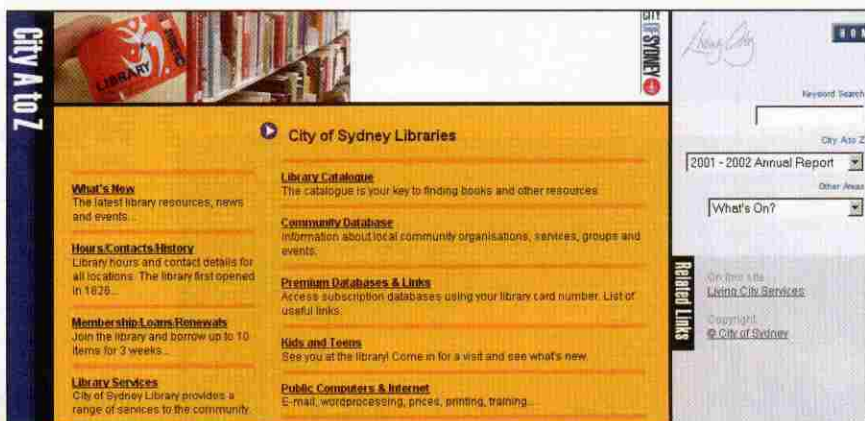 City A to Z
LIBRARY
CITY
OF SYDNEY
Living City
HOM
Keyword Search
City A to Z
2001 - 2002 Annual Report
Other Areas
What's On?
Related Links
On this site
Living City Services
Copyright
© City of Sydney
City of Sydney Libraries
What's New
The latest library resources, news
and events...
Hours/Contacts/History
Library hours and contact details for
all locations. The library first opened
in 1826...
Membership/Loans/Renewals
Join the library and borrow up to 10
items for 3 weeks...
Library Services
City of Sydney Library provides a
range of services to the community.
Library Catalogue
The catalogue is your key to finding books and other resources.
Community Database
Information about local community organisations, services, groups and
events.
Premium Databases & Links
Access subscription databases using your library card number. List of
useful links.
Kids and Teens
See you at the library! Come in for a visit and see what's new.
Public Computers & Internet
E-mail, wordprocessing, prices, printing, training...